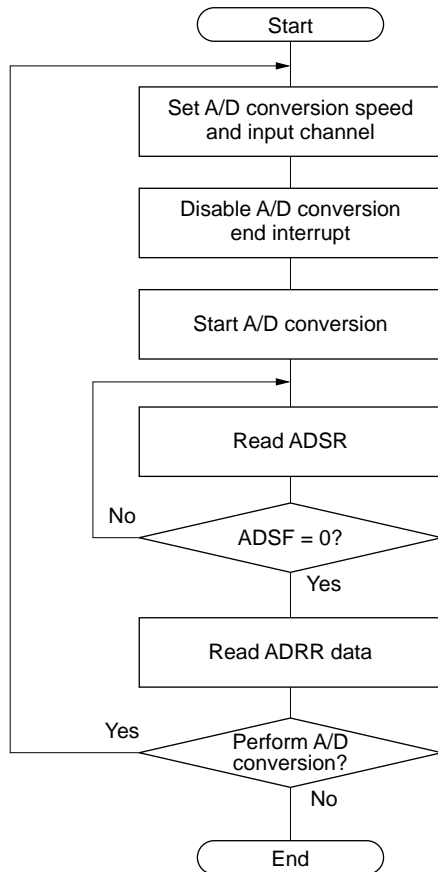 Start
Set A/D conversion speed
and input channel
Disable A/D conversion
end interrupt
Start A/D conversion
Read ADSR
No
ADSF = 0?
Yes
Read ADRR data
Yes
Perform A/D
conversion?
No
End